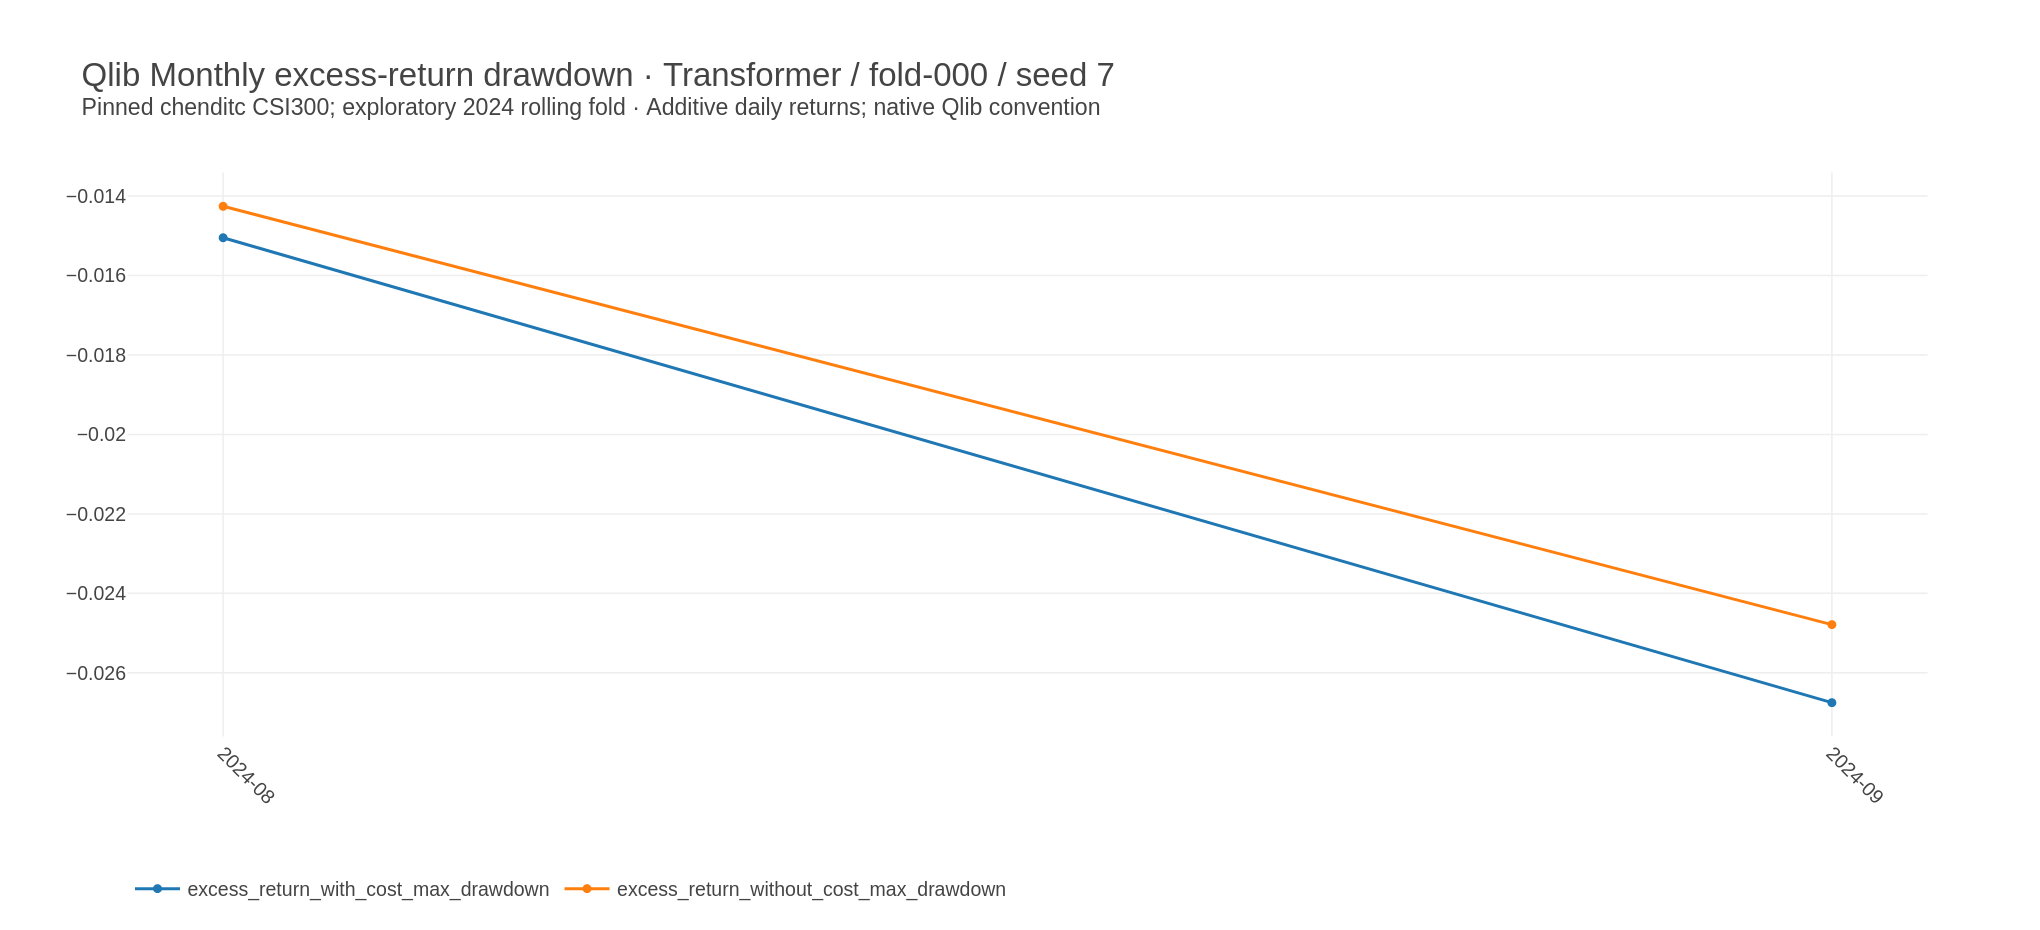 Qlib Monthly excess-return drawdown · Transformer / fold-000 / seed 7
Pinned chenditc CSI300; exploratory 2024 rolling fold · Additive daily returns; native Qlib convention
−0.014
−0.016
−0.018
−0.02
−0.022
−0.024
−0.026
2024-08
2024-09
excess_return_with_cost_max_drawdown
excess_return_without_cost_max_drawdown